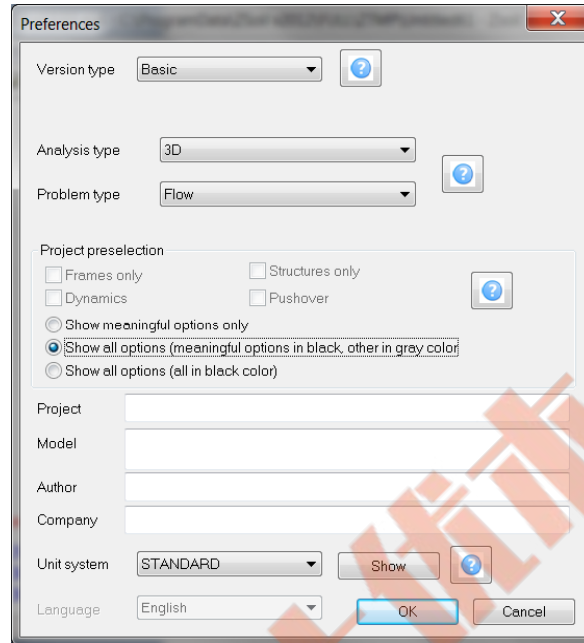 Preferences
Version type Basic
Analysis type 3D
Problem type Flow
Project preselection
Frames only Structures only
Dynamics Pushover
Show meaningful options only
Show all options (meaningful options in black, other in gray color
Show all options (all in black color)
Project
Model
Author
Company
Unit system STANDARD Show
Language English OK Cancel